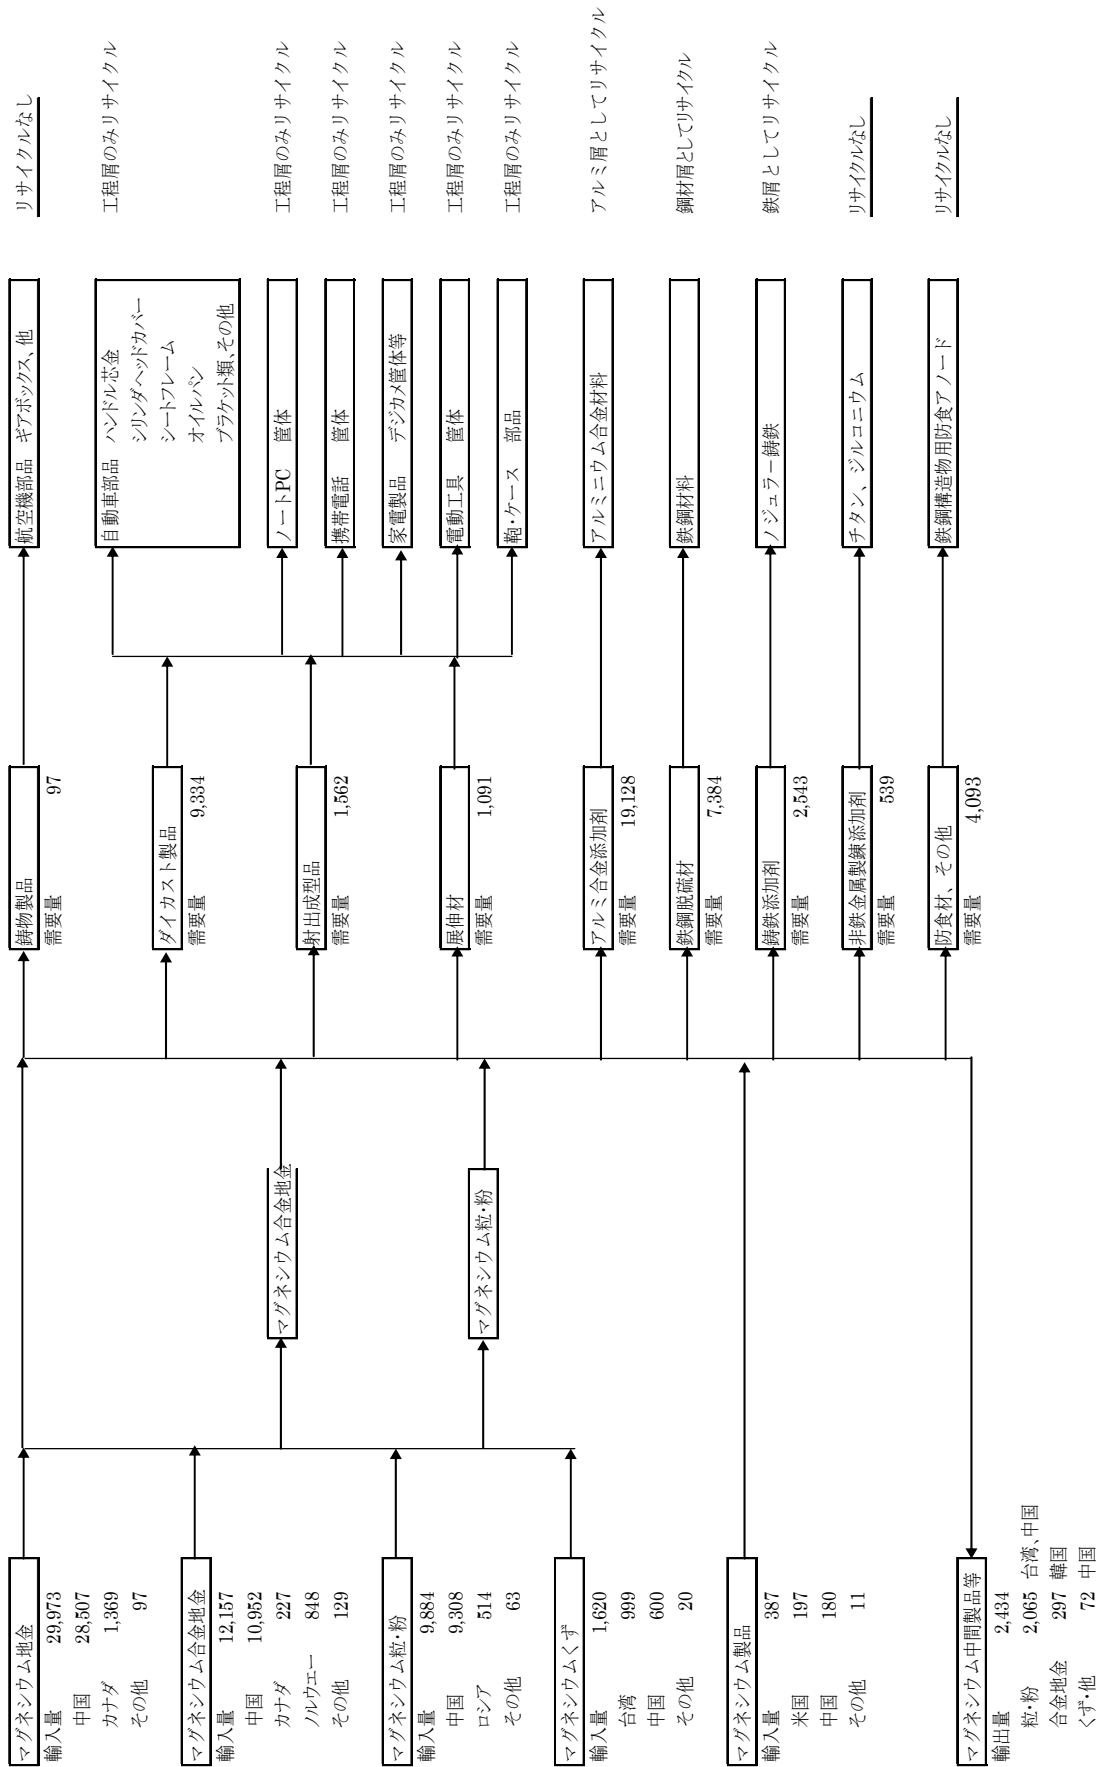 マグネシウム地金
輸入量 29,973
中国 28,507
カナダ 1,369
その他 97
マグネシウム合金地金
輸入量 12,157
中国 10,952
カナダ 227
ノルウエー 848
その他 129
マグネシウム粒・粉
輸入量 9,884
中国 9,308
ロシア 514
その他 63
マグネシウムくず
輸入量 1,620
台湾 999
中国 600
その他 20
マグネシウム製品
輸入量 387
米国 197
中国 180
その他 11
マグネシウム中間製品等
輸出量 2,434
粒・粉 2,065 台湾、中国
合金地金 297 韓国
くず・他 72 中国
マグネシウム合金地金
マグネシウム粒・粉
鋳物製品
需要量 97
ダイカスト製品
需要量 9,334
射出成型品
需要量 1,562
展伸材
需要量 1,091
アルミ合金添加剤
需要量 19,128
鉄鋼脱硫材
需要量 7,384
鋳鉄添加剤
需要量 2,543
非鉄金属製錬添加剤
需要量 539
防食材、その他
需要量 4,093
航空機部品 ギアボックス、他
自動車部品 ハンドル芯金
シリンダヘッドカバー
シートフレーム
オイルパン
ブラケット類、その他
ノートPC 筐体
携帯電話 筐体
家電製品 デジカメ筐体等
電動工具 筐体
鞄・ケース 部品
アルミニウム合金材料
鉄鋼材料
ノジュラー鋳鉄
チタン、ジルコニウム
鉄鋼構造物用防食アノード
リサイクルなし
工程屑のみリサイクル
工程屑のみリサイクル
工程屑のみリサイクル
工程屑のみリサイクル
工程屑のみリサイクル
工程屑のみリサイクル
アルミ屑としてリサイクル
鋼材屑としてリサイクル
鉄屑としてリサイクル
リサイクルなし
リサイクルなし